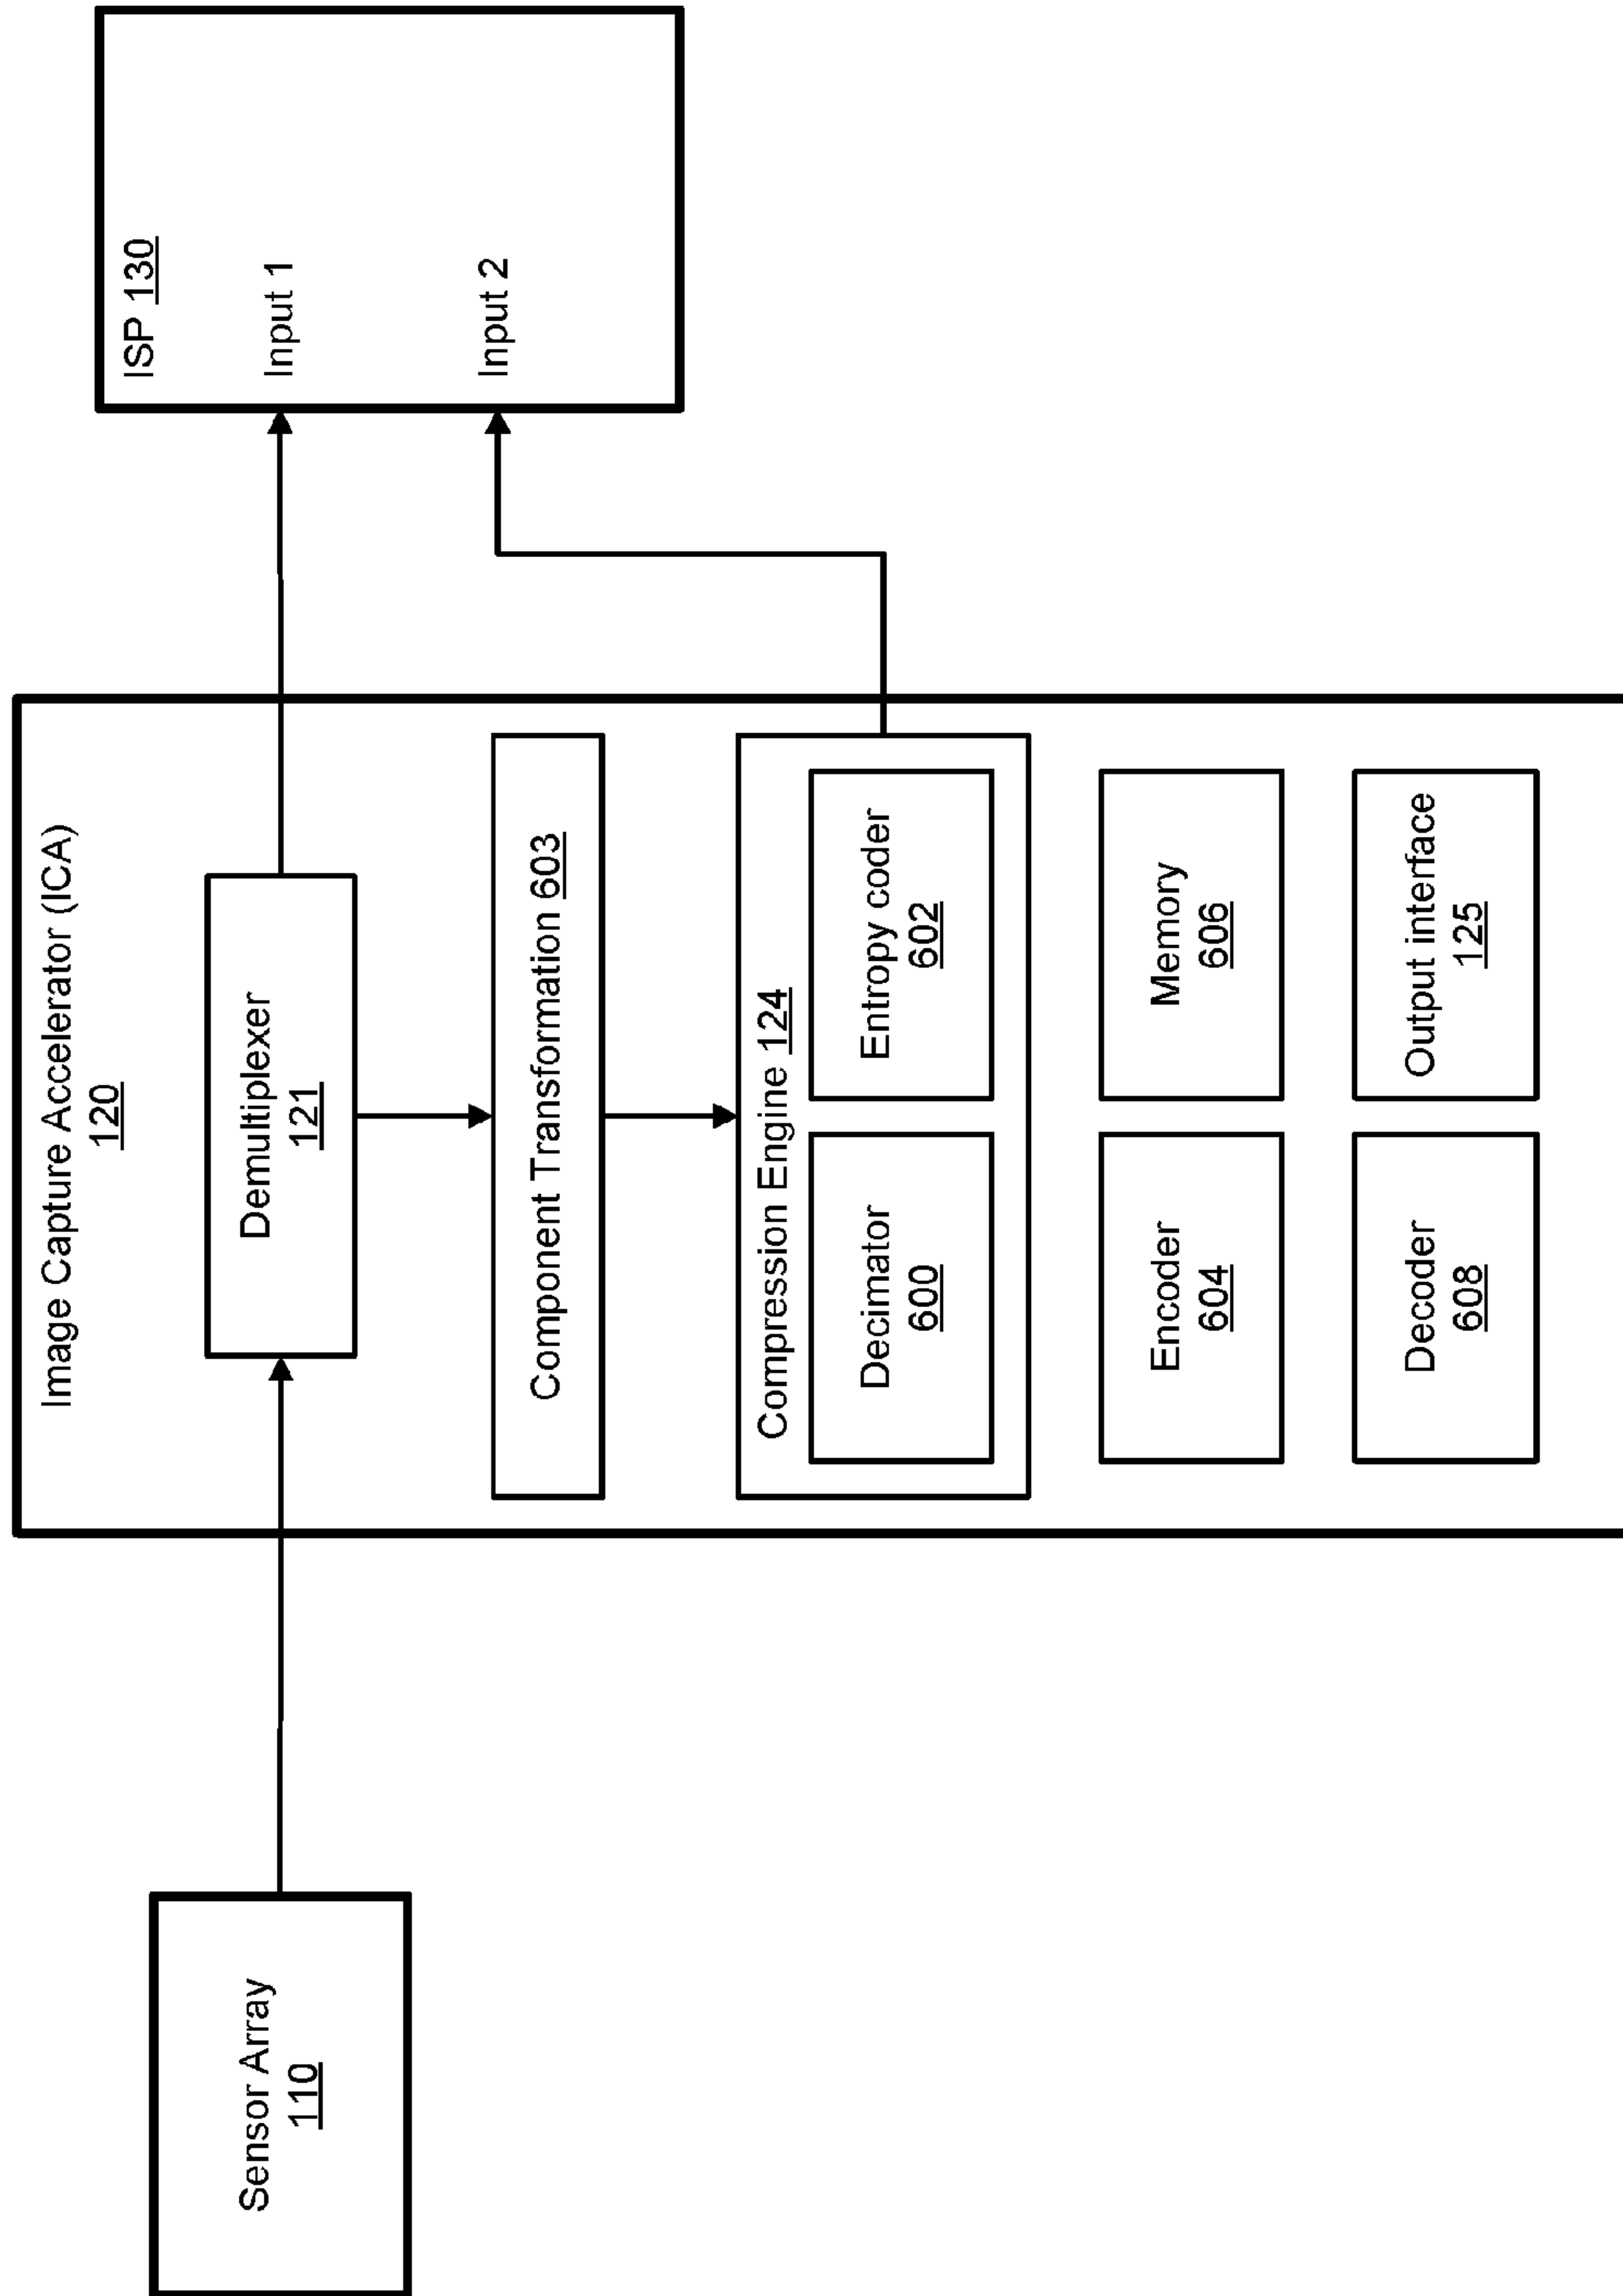 Sensor Array
110
Image Capture Accelerator (ICA)
120
Demultiplexer
121
Component Transformation 603
Compression Engine 124
Decimator
600
Entropy coder
602
Encoder
604
Memory
606
Decoder
608
Output interface
125
ISP 130
Input 1
Input 2